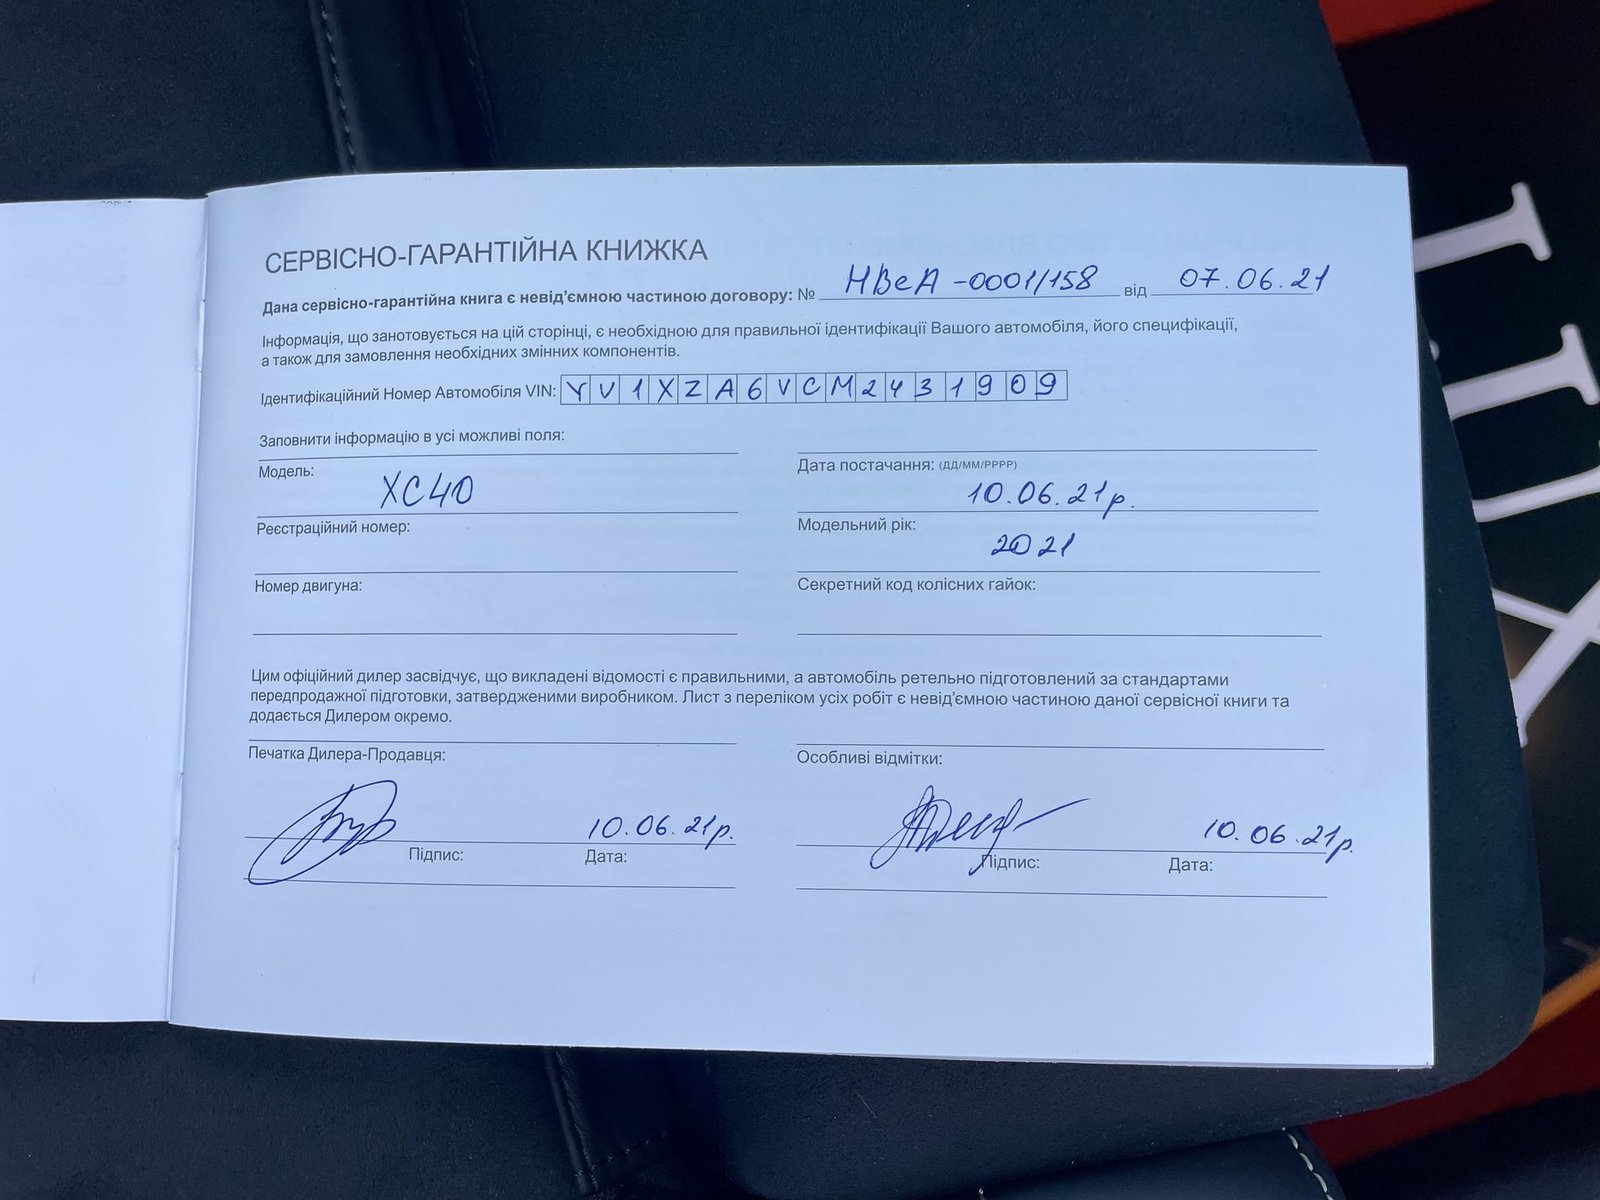 СЕРВІСНО-ГАРАНТІЙНА КНИЖКА
Дана сервісно-гарантійна книга є невід'ємною частиною договору: № НВеА-0001/158 від 07.06.21
Інформація, що занотовується на цій сторінці, є необхідною для правильної ідентифікації Вашого автомобіля, його специфікації,
а також для замовлення необхідних змінних компонентів.
Ідентифікаційний Номер Автомобіля VIN: YV1XZA6VCM2431909
Заповнити інформацію в усі можливі поля:
Модель: XC40
Дата постачання: (ДД/ММ/РРРР) 10.06.21р.
Реєстраційний номер:
Модельний рік: 2021
Номер двигуна:
Секретний код колісних гайок:
Цим офіційний дилер засвідчує, що викладені відомості є правильними, а автомобіль ретельно підготовлений за стандартами
передпродажної підготовки, затвердженими виробником. Лист з переліком усіх робіт є невід'ємною частиною даної сервісної книги та
додається Дилером окремо.
Печатка Дилера-Продавця:
Особливі відмітки:
10.06.21р.
10.06.21р.
Підпис: Дата:
Підпис: Дата: